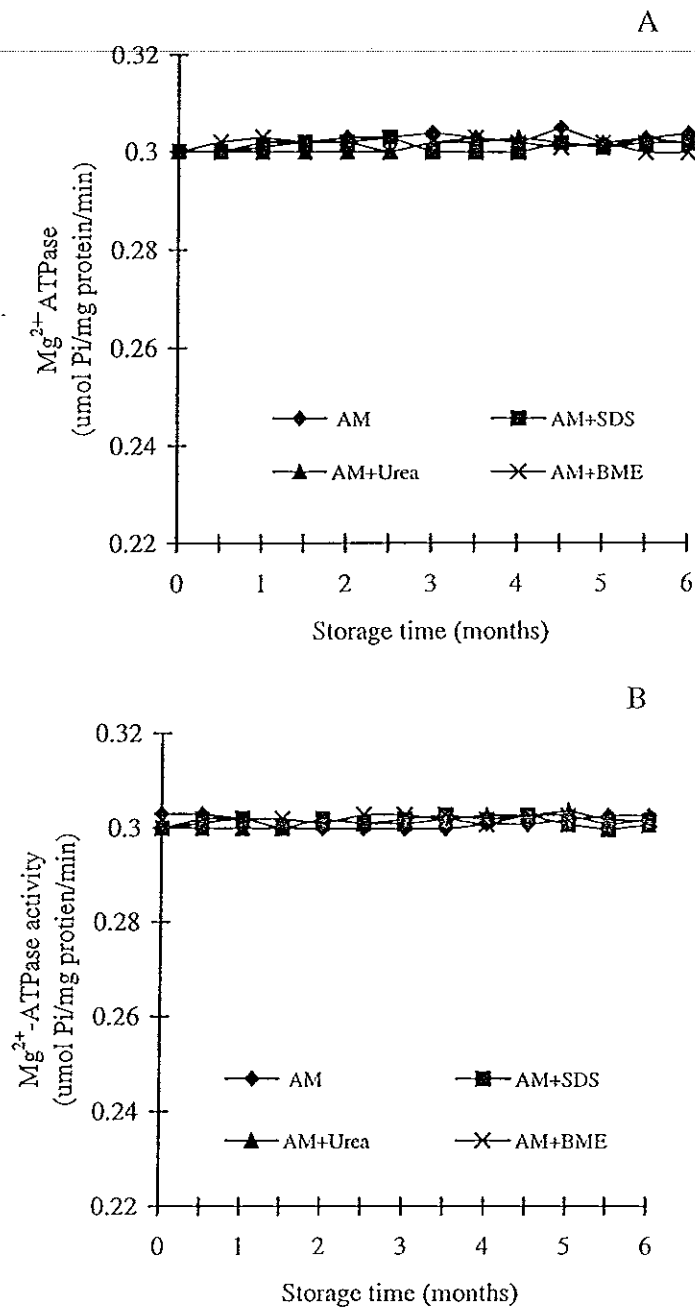 A
0.32
0.3
0.28
0.26
0.24
0.22
Mg²⁺ ATPase
(umol Pi/mg protein/min)
AM
AM+SDS
AM+Urea
AM+BME
0 1 2 3 4 5 6
Storage time (months)
B
0.32
0.3
0.28
0.26
0.24
0.22
Mg²⁺-ATPase activity
(umol Pi/mg protien/min)
AM
AM+SDS
AM+Urea
AM+BME
0 1 2 3 4 5 6
Storage time (months)